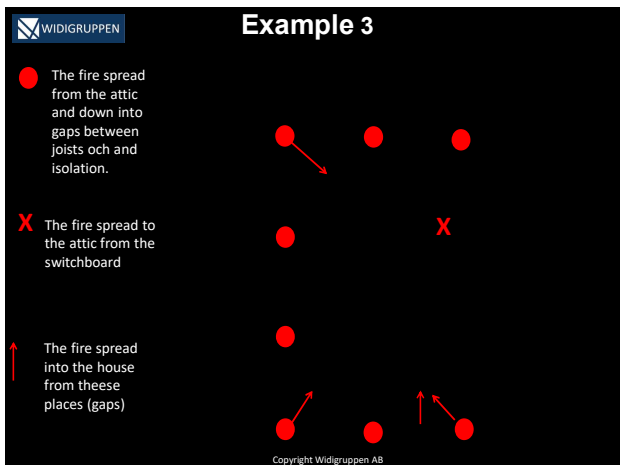 WIDIGRUPPEN
Example 3
The fire spread
from the attic
and down into
gaps between
joists och and
isolation.
X
The fire spread to
the attic from the
switchboard
X
The fire spread
into the house
from theese
places (gaps)
Copyright Widigruppen AB